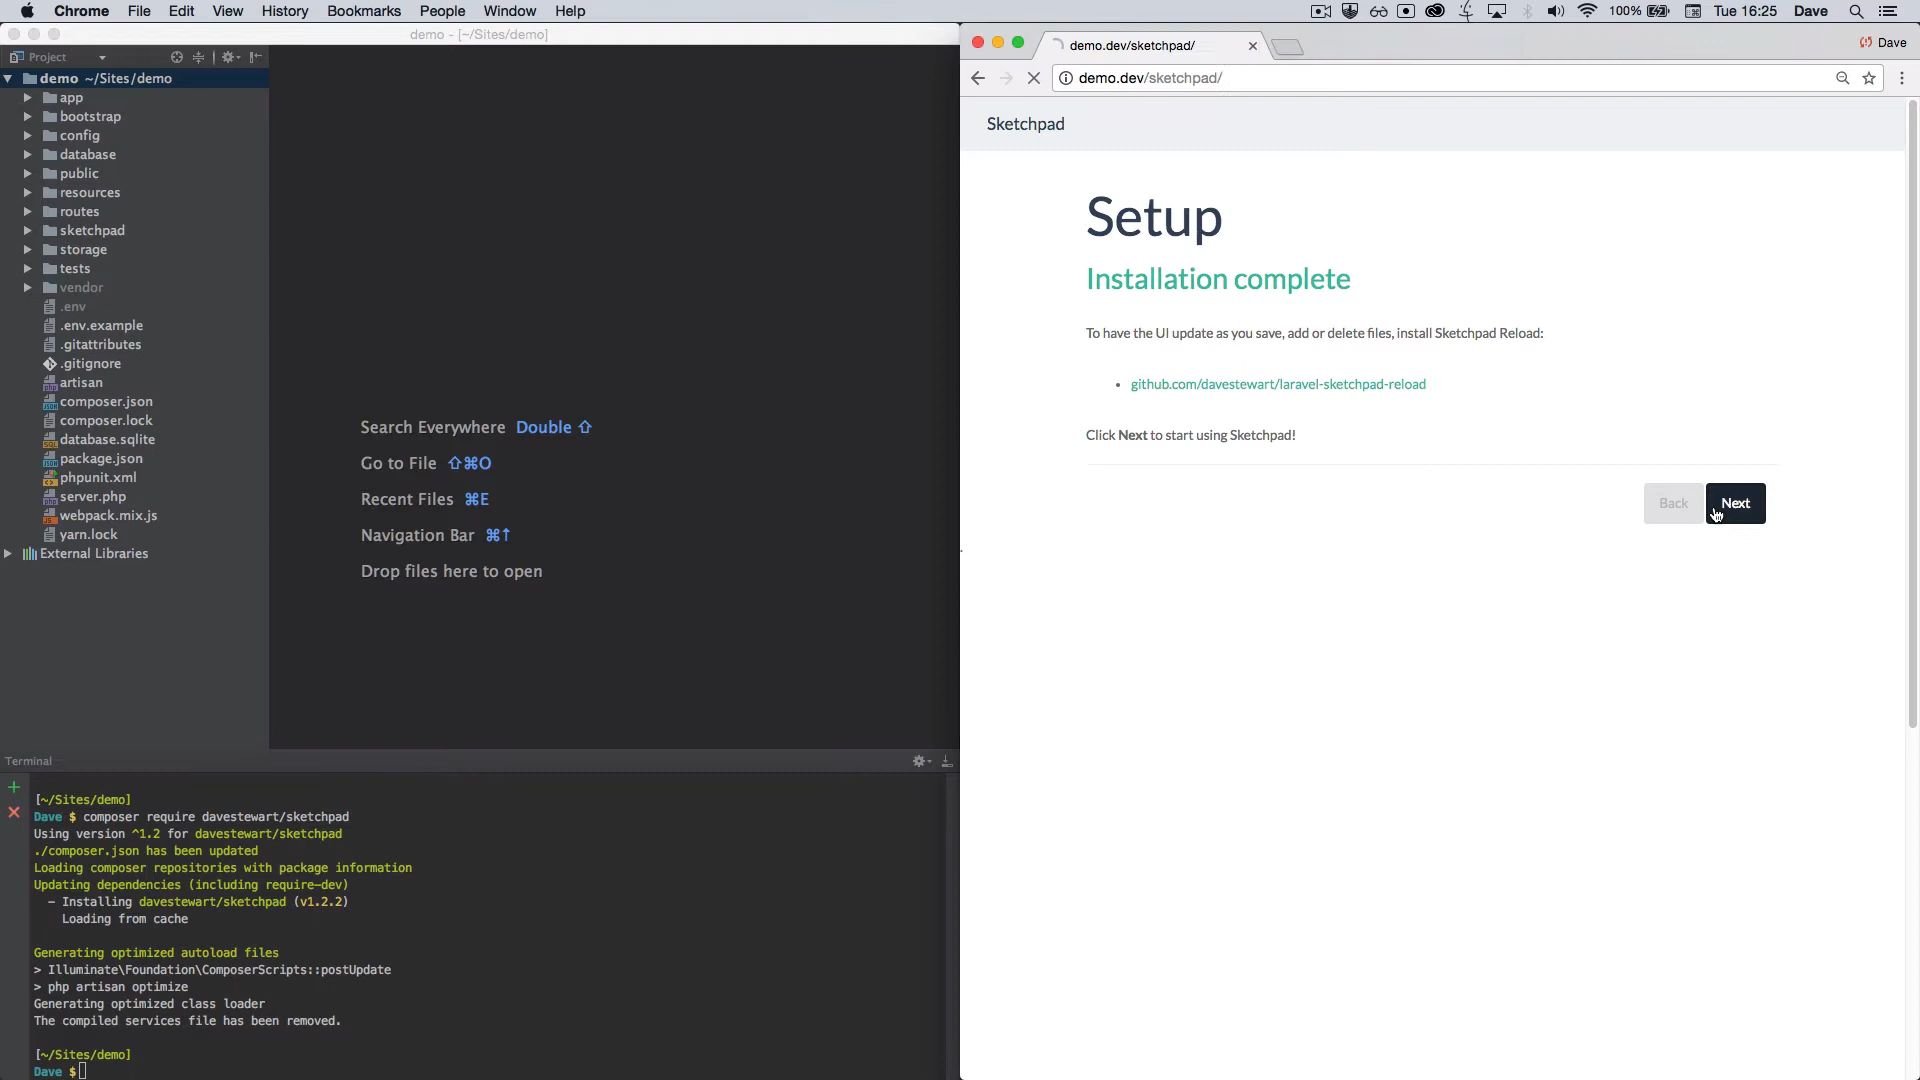 Chrome File Edit View History Bookmarks People Window Help
100% Tue 16:25 Dave
demo - [~/Sites/demo]
Project
demo ~/Sites/demo
app
bootstrap
config
database
public
resources
routes
sketchpad
storage
tests
vendor
.env
.env.example
.gitattributes
.gitignore
artisan
composer.json
composer.lock
database.sqlite
package.json
phpunit.xml
server.php
webpack.mix.js
yarn.lock
External Libraries
Search Everywhere Double ⇧
Go to File ⇧⌘O
Recent Files ⌘E
Navigation Bar ⌘↑
Drop files here to open
Terminal
[~/Sites/demo]
Dave $ composer require davestewart/sketchpad
Using version ^1.2 for davestewart/sketchpad
./composer.json has been updated
Loading composer repositories with package information
Updating dependencies (including require-dev)
- Installing davestewart/sketchpad (v1.2.2)
Loading from cache
Generating optimized autoload files
> Illuminate\Foundation\ComposerScripts::postUpdate
> php artisan optimize
Generating optimized class loader
The compiled services file has been removed.
[~/Sites/demo]
Dave $
demo.dev/sketchpad/
Dave
demo.dev/sketchpad/
Sketchpad
Setup
Installation complete
To have the UI update as you save, add or delete files, install Sketchpad Reload:
• github.com/davestewart/laravel-sketchpad-reload
Click Next to start using Sketchpad!
Back Next